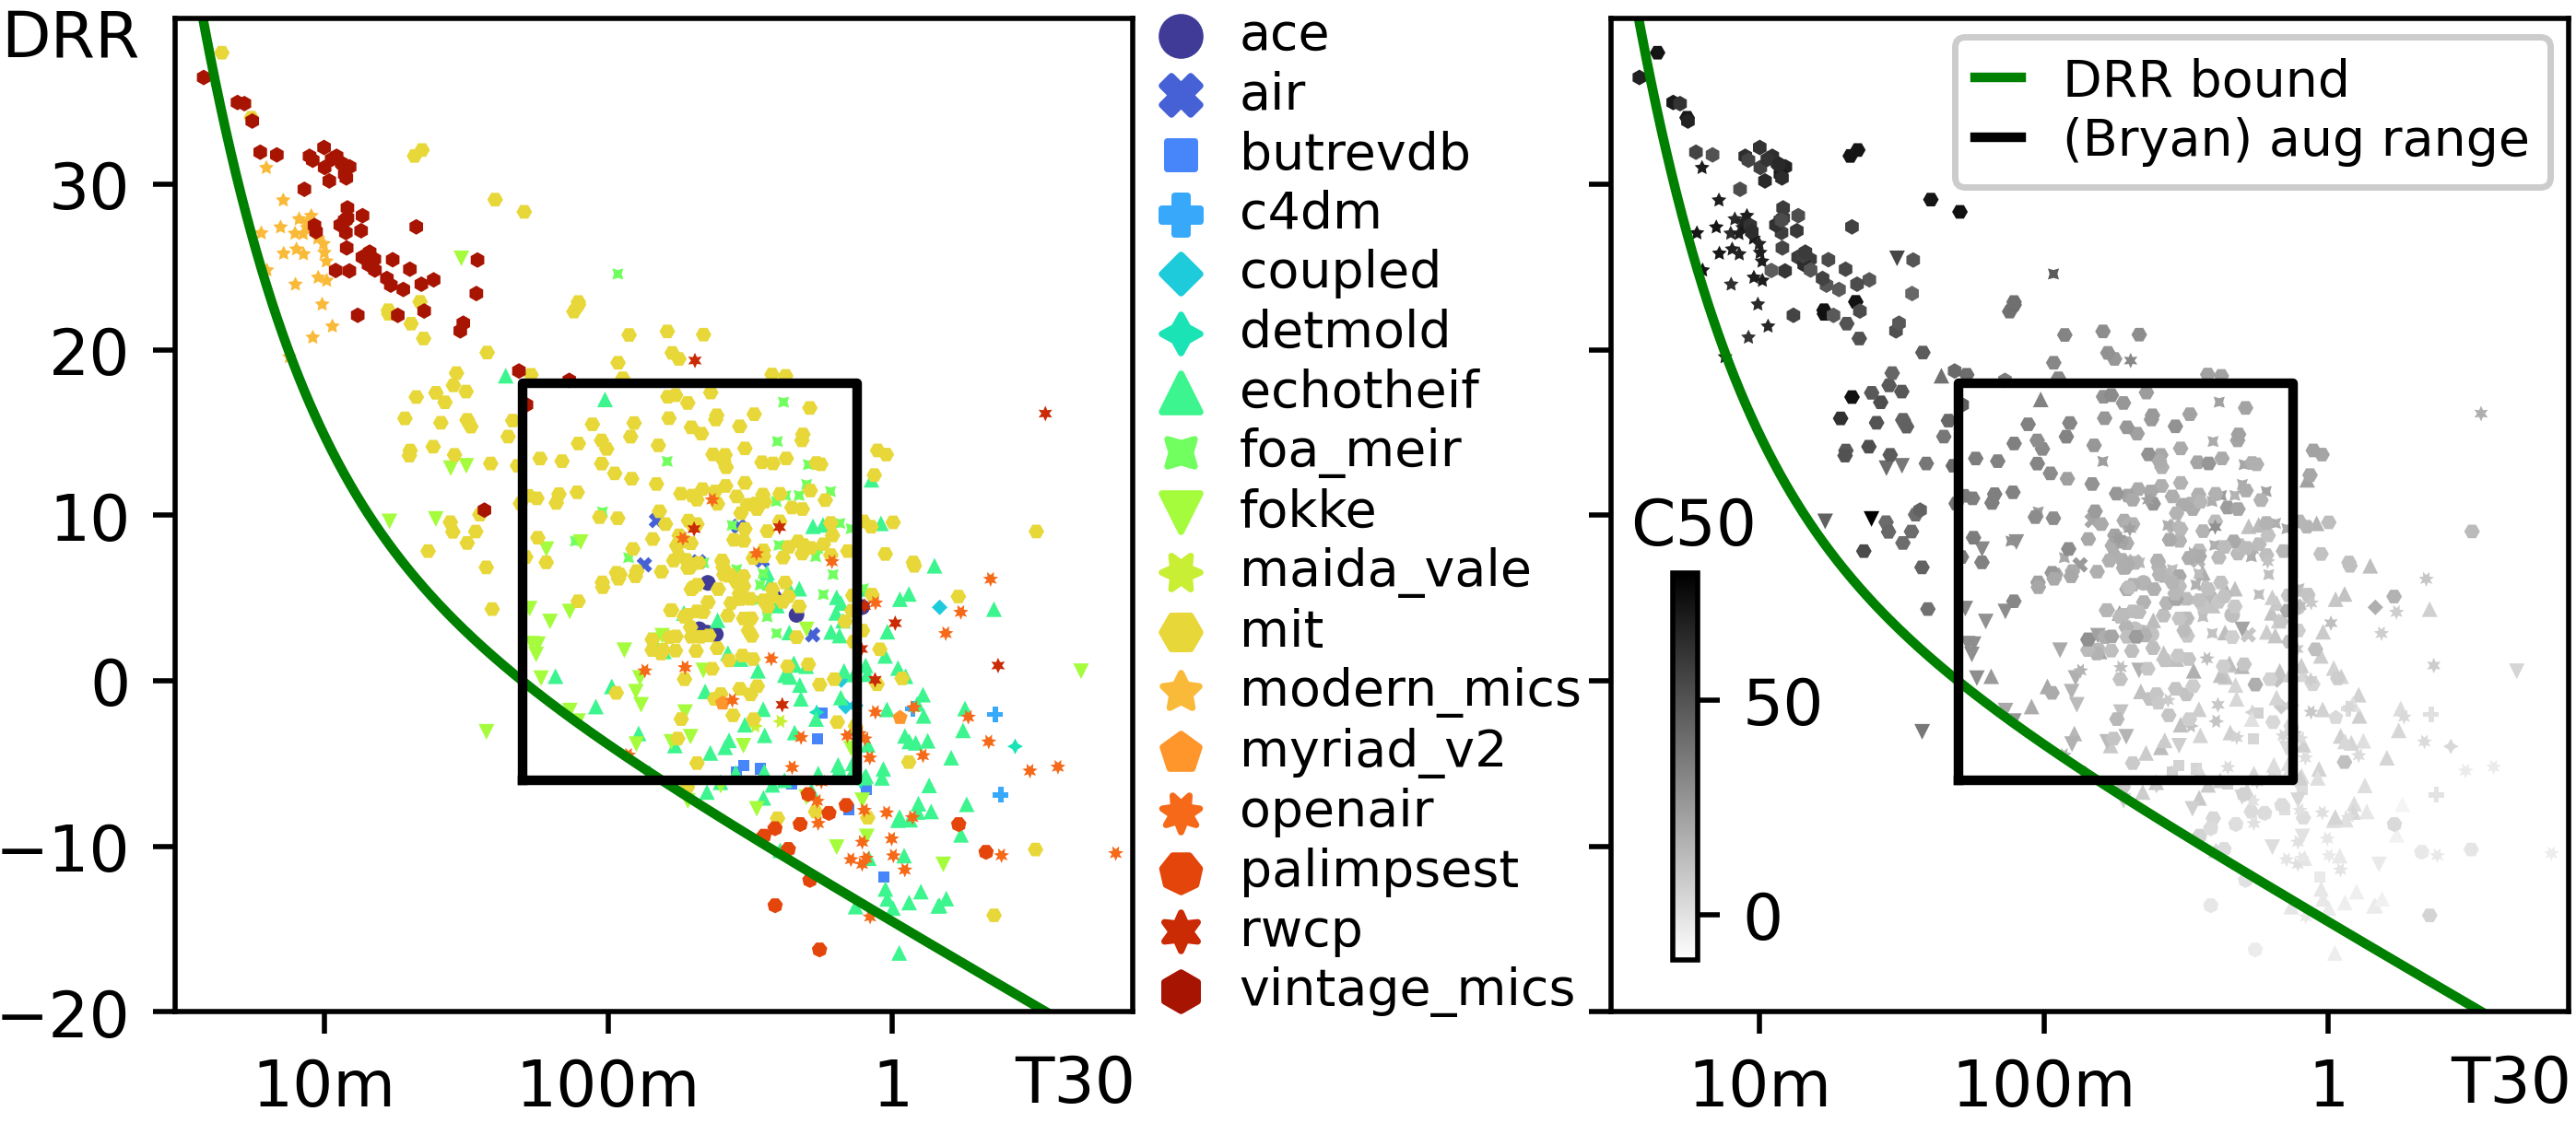 DRR
30
20
10
0
−10
−20
10m
100m
1
T30
ace
air
butrevdb
c4dm
coupled
detmold
echotheif
foa_meir
fokke
maida_vale
mit
modern_mics
myriad_v2
openair
palimpsest
rwcp
vintage_mics
DRR bound
(Bryan) aug range
C50
50
0
10m
100m
1
T30